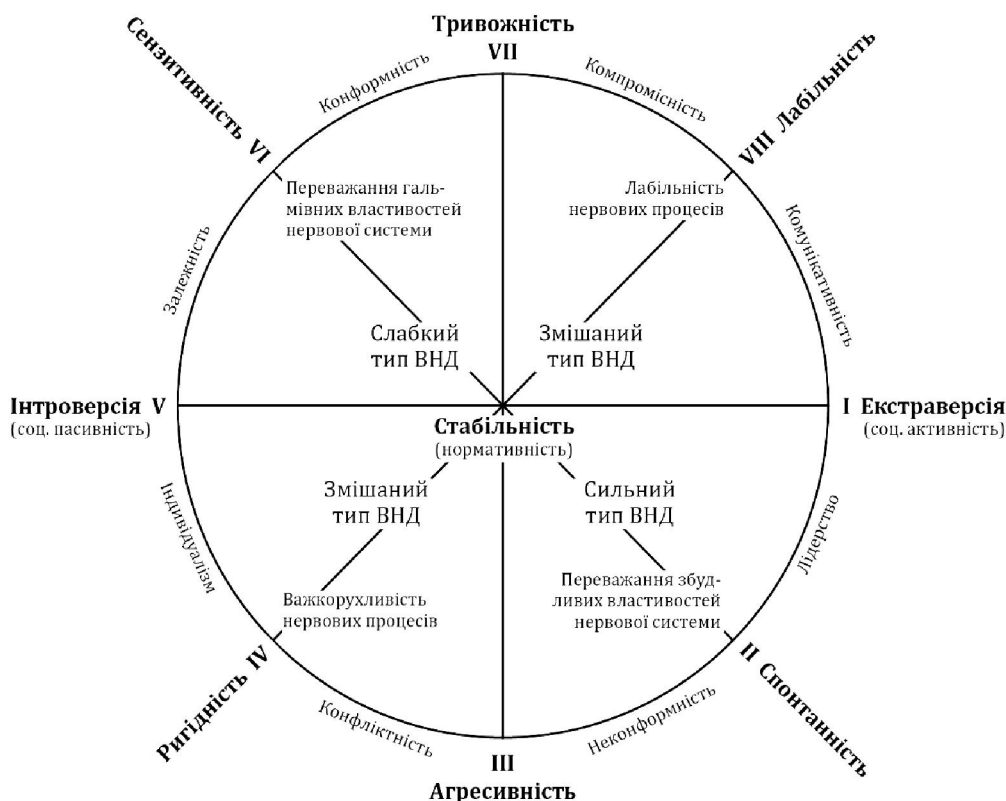 Тривожність
VII
Сензитивність VI
Конформність
Компромісність
VIII Лабільність
Переважання галь-
мівних властивостей
нервової системи
Лабільність
нервових процесів
Залежність
Комунікативність
Слабкий
тип ВНД
Змішаний
тип ВНД
Інтроверсія V
(соц. пасивність)
I Екстраверсія
(соц. активність)
Стабільність
(нормативність)
Змішаний
тип ВНД
Сильний
тип ВНД
Індивідуалізм
Лідерство
Важкорухливість
нервових процесів
Переважання збуд-
ливих властивостей
нервової системи
Ригідність IV
Конфліктність
Неконформність
II Спонтанність
III
Агресивність